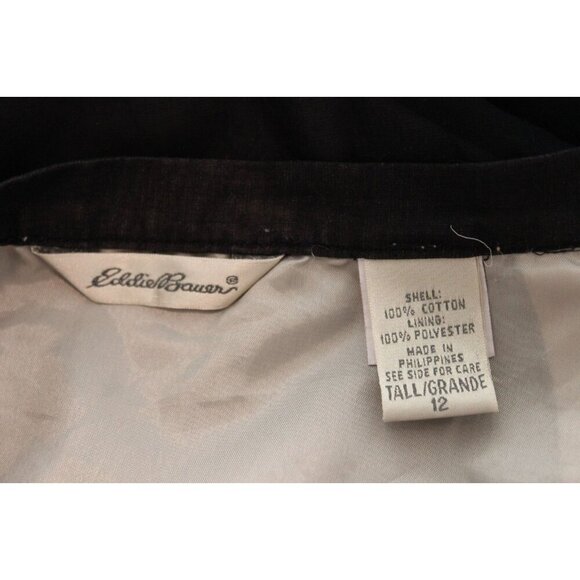 Eddie Bauer®
SHELL:
100% COTTON
LINING:
100% POLYESTER
MADE IN
PHILIPPINES
SEE SIDE FOR CARE
TALL/GRANDE
12